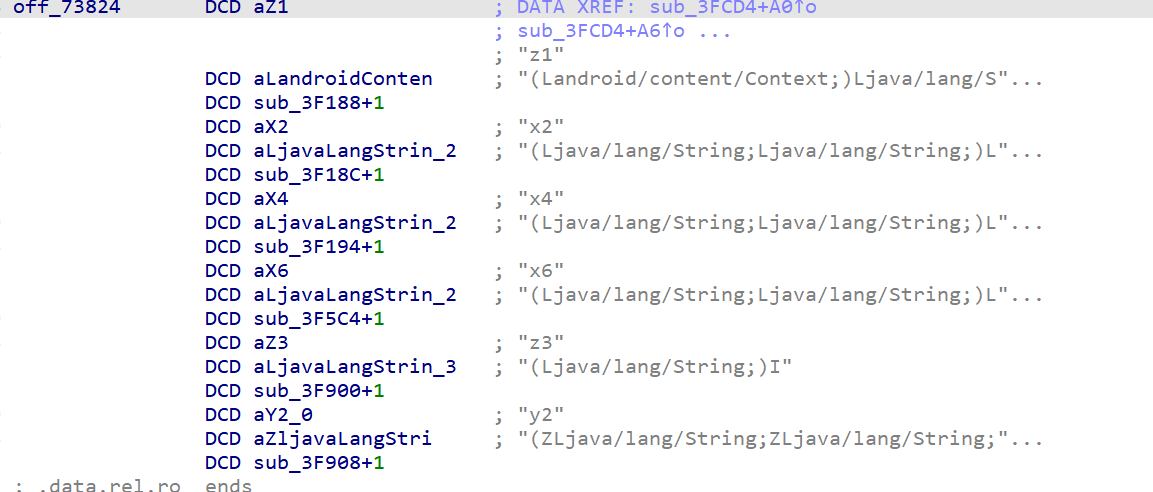 off_73824 DCD aZ1 ; DATA XREF: sub_3FCD4+A0↑o
; sub_3FCD4+A6↑o ...
; "z1"
DCD aLandroidConten ; "(Landroid/content/Context;)Ljava/lang/S"...
DCD sub_3F188+1
DCD aX2 ; "x2"
DCD aLjavaLangStrin_2 ; "(Ljava/lang/String;Ljava/lang/String;)L"...
DCD sub_3F18C+1
DCD aX4 ; "x4"
DCD aLjavaLangStrin_2 ; "(Ljava/lang/String;Ljava/lang/String;)L"...
DCD sub_3F194+1
DCD aX6 ; "x6"
DCD aLjavaLangStrin_2 ; "(Ljava/lang/String;Ljava/lang/String;)L"...
DCD sub_3F5C4+1
DCD aZ3 ; "z3"
DCD aLjavaLangStrin_3 ; "(Ljava/lang/String;)I"
DCD sub_3F900+1
DCD aY2_0 ; "y2"
DCD aZljavaLangStri ; "(ZLjava/lang/String;ZLjava/lang/String;"...
DCD sub_3F908+1
; .data.rel.ro ends